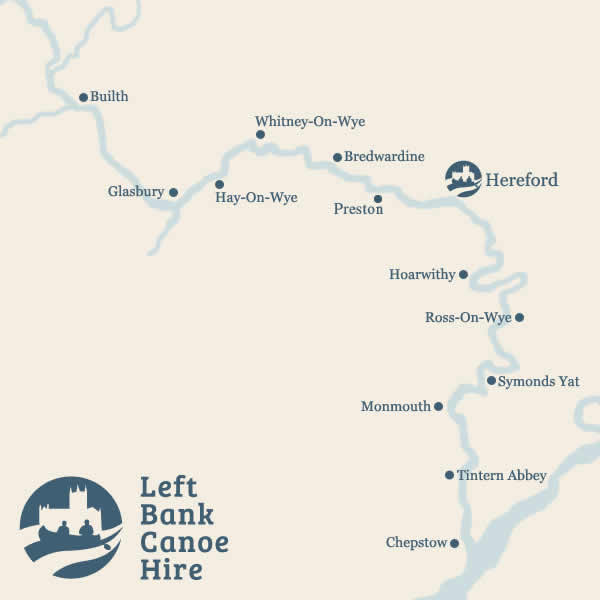 Builth
Whitney-On-Wye
Bredwardine
Hereford
Glasbury
Hay-On-Wye
Preston
Hoarwithy
Ross-On-Wye
Symonds Yat
Monmouth
Tintern Abbey
Chepstow
Left
Bank
Canoe
Hire